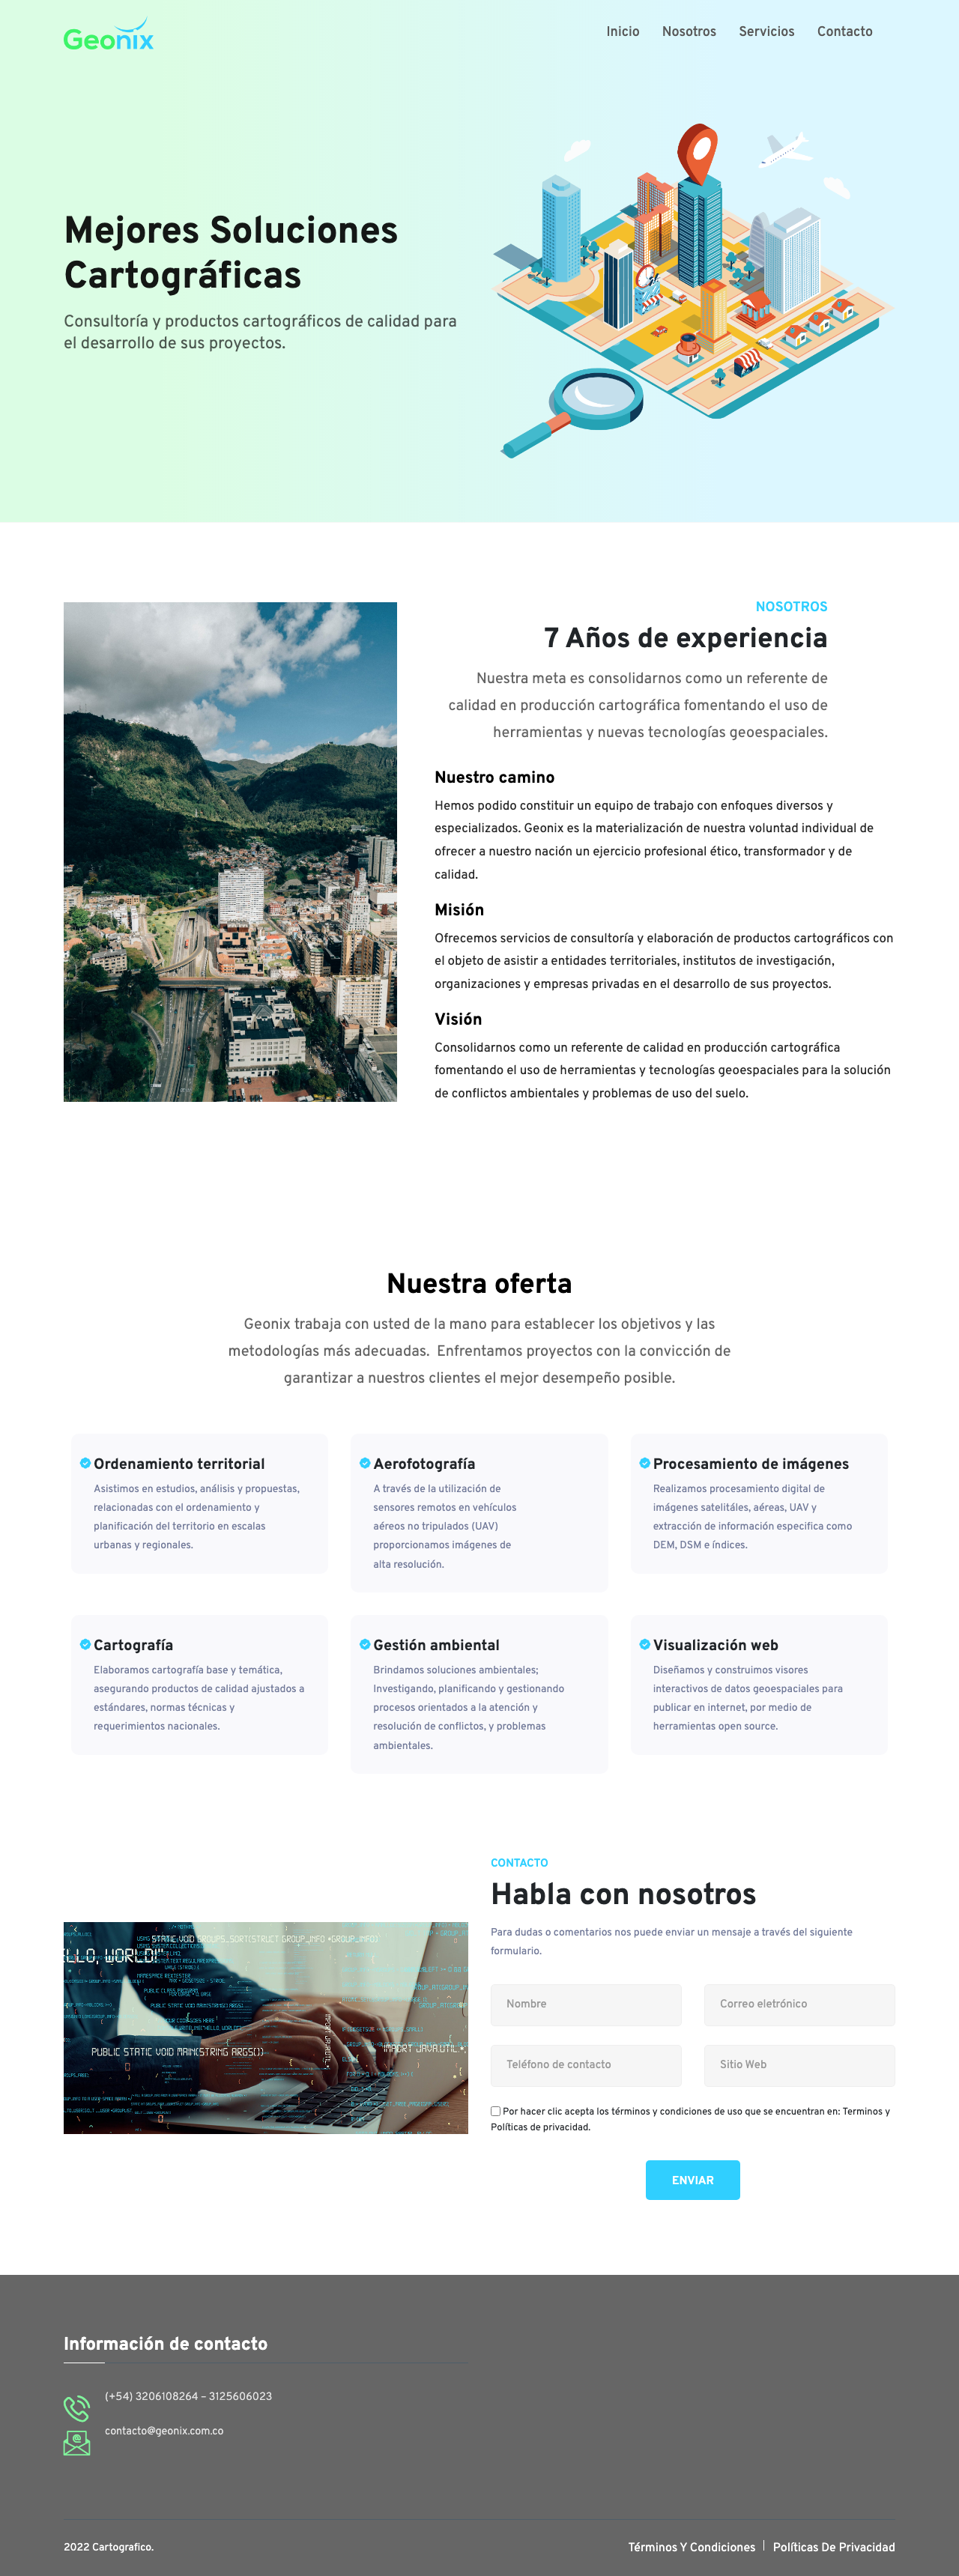 Geonix
Inicio
Nosotros
Servicios
Contacto
Mejores Soluciones
Cartográficas
Consultoría y productos cartográficos de calidad para
el desarrollo de sus proyectos.
NOSOTROS
7 Años de experiencia
Nuestra meta es consolidarnos como un referente de
calidad en producción cartográfica fomentando el uso de
herramientas y nuevas tecnologías geoespaciales.
Nuestro camino
Hemos podido constituir un equipo de trabajo con enfoques diversos y
especializados. Geonix es la materialización de nuestra voluntad individual de
ofrecer a nuestro nación un ejercicio profesional ético, transformador y de
calidad.
Misión
Ofrecemos servicios de consultoría y elaboración de productos cartográficos con
el objeto de asistir a entidades territoriales, institutos de investigación,
organizaciones y empresas privadas en el desarrollo de sus proyectos.
Visión
Consolidarnos como un referente de calidad en producción cartográfica
fomentando el uso de herramientas y tecnologías geoespaciales para la solución
de conflictos ambientales y problemas de uso del suelo.
Nuestra oferta
Geonix trabaja con usted de la mano para establecer los objetivos y las
metodologías más adecuadas. Enfrentamos proyectos con la convicción de
garantizar a nuestros clientes el mejor desempeño posible.
Ordenamiento territorial
Asistimos en estudios, análisis y propuestas,
relacionadas con el ordenamiento y
planificación del territorio en escalas
urbanas y regionales.
Aerofotografía
A través de la utilización de
sensores remotos en vehículos
aéreos no tripulados (UAV)
proporcionamos imágenes de
alta resolución.
Procesamiento de imágenes
Realizamos procesamiento digital de
imágenes satelitáles, aéreas, UAV y
extracción de información especifica como
DEM, DSM e índices.
Cartografía
Elaboramos cartografía base y temática,
asegurando productos de calidad ajustados a
estándares, normas técnicas y
requerimientos nacionales.
Gestión ambiental
Brindamos soluciones ambientales;
Investigando, planificando y gestionando
procesos orientados a la atención y
resolución de conflictos, y problemas
ambientales.
Visualización web
Diseñamos y construimos visores
interactivos de datos geoespaciales para
publicar en internet, por medio de
herramientas open source.
CONTACTO
Habla con nosotros
Para dudas o comentarios nos puede enviar un mensaje a través del siguiente
formulario.
STATIC VOID GROUPS_SORT(STRUCT GROUP_INFO *GROUP_INFO)
ELLO, WORLD!"
PUBLIC STATIC VOID MAIN(STRING ARGS[])
IMPORT JAVA.UTIL.*
Nombre
Correo eletrónico
Teléfono de contacto
Sitio Web
Por hacer clic acepta los términos y condiciones de uso que se encuentran en: Terminos y
Políticas de privacidad.
ENVIAR
Información de contacto
(+54) 3206108264 – 3125606023
contacto@geonix.com.co
2022 Cartografico.
Términos Y Condiciones
Políticas De Privacidad